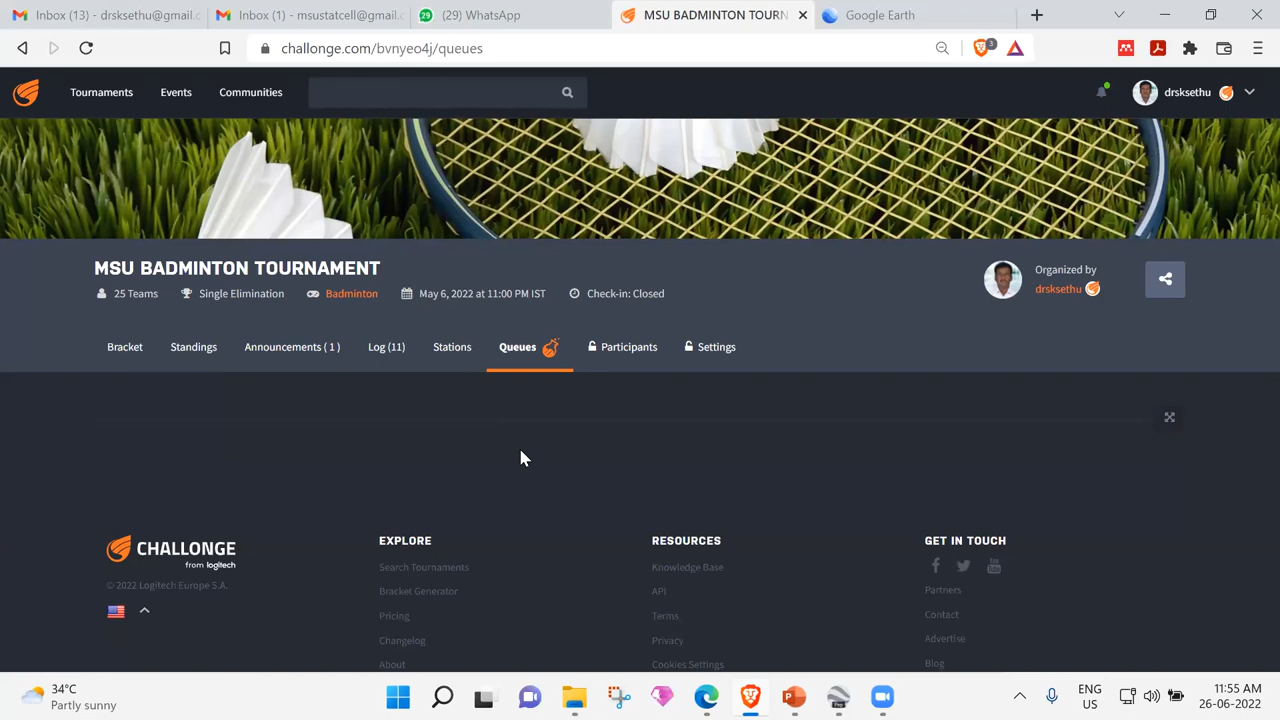 Inbox (13) - drsksethu@gmail.c
Inbox (1) - msustatcell@gmail.c
(29) WhatsApp
MSU BADMINTON TOURN
Google Earth
challonge.com/bvnyeo4j/queues
3
Tournaments
Events
Communities
drsksethu
MSU BADMINTON TOURNAMENT
25 Teams
Single Elimination
Badminton
May 6, 2022 at 11:00 PM IST
Check-in: Closed
Organized by
drsksethu
Bracket
Standings
Announcements ( 1 )
Log (11)
Stations
Queues
Participants
Settings
CHALLONGE
from logitech
© 2022 Logitech Europe S.A.
EXPLORE
Search Tournaments
Bracket Generator
Pricing
Changelog
About
RESOURCES
Knowledge Base
API
Terms
Privacy
Cookies Settings
GET IN TOUCH
Partners
Contact
Advertise
Blog
34°C
Partly sunny
ENG
US
11:55 AM
26-06-2022